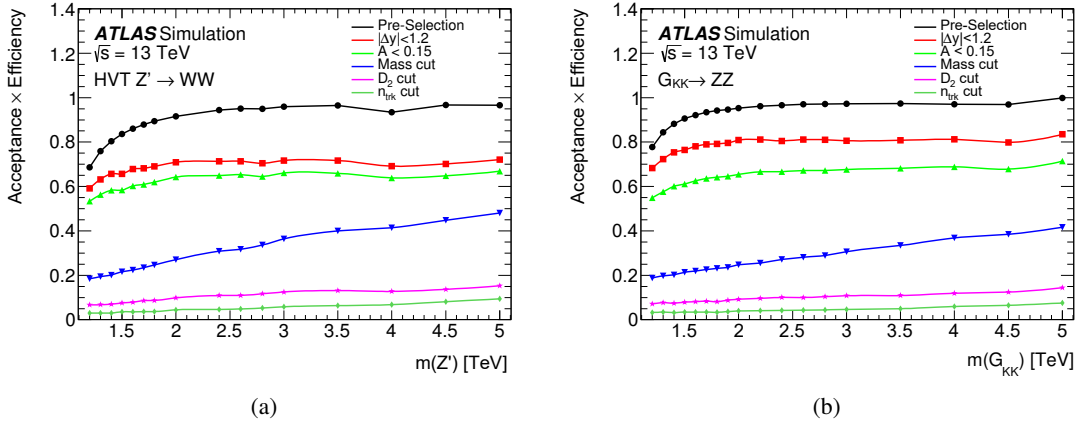 Acceptance × Efficiency
1.4
1.2
1
0.8
0.6
0.4
0.2
0
ATLAS Simulation
√s = 13 TeV
HVT Z' → WW
Pre-Selection
|Δy|<1.2
A < 0.15
Mass cut
D₂ cut
nₜᵣₖ cut
1.5 2 2.5 3 3.5 4 4.5 5
m(Z') [TeV]
(a)
Acceptance × Efficiency
1.4
1.2
1
0.8
0.6
0.4
0.2
0
ATLAS Simulation
√s = 13 TeV
G_KK → ZZ
Pre-Selection
|Δy|<1.2
A < 0.15
Mass cut
D₂ cut
nₜᵣₖ cut
1.5 2 2.5 3 3.5 4 4.5 5
m(G_KK) [TeV]
(b)